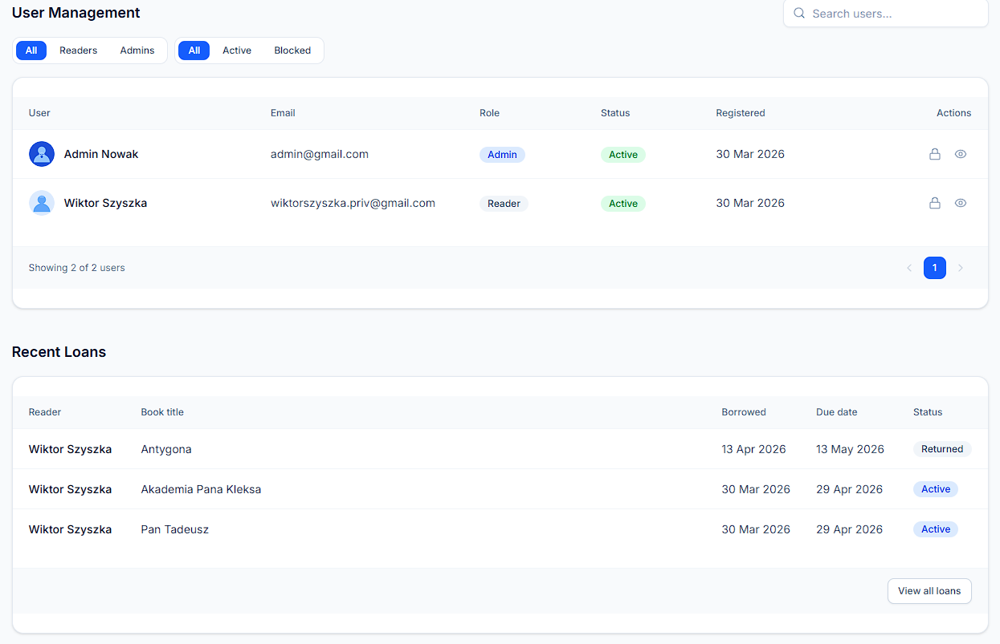 User Management
Search users...
All Readers Admins All Active Blocked
User Email Role Status Registered Actions
Admin Nowak admin@gmail.com Admin Active 30 Mar 2026
Wiktor Szyszka wiktorszyszka.priv@gmail.com Reader Active 30 Mar 2026
Showing 2 of 2 users 1
Recent Loans
Reader Book title Borrowed Due date Status
Wiktor Szyszka Antygona 13 Apr 2026 13 May 2026 Returned
Wiktor Szyszka Akademia Pana Kleksa 30 Mar 2026 29 Apr 2026 Active
Wiktor Szyszka Pan Tadeusz 30 Mar 2026 29 Apr 2026 Active
View all loans